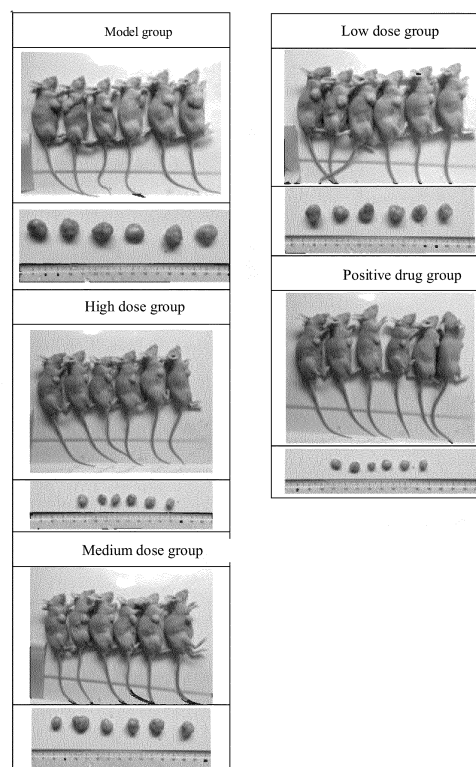 Model group
High dose group
Medium dose group
Low dose group
Positive drug group